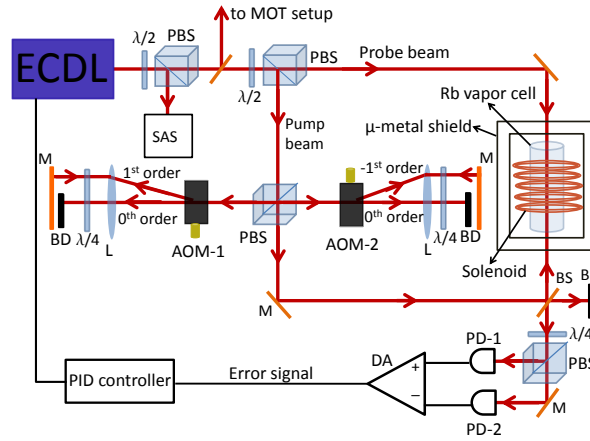 to MOT setup
λ/2
PBS
ECDL
λ/2
PBS
Probe beam
SAS
Rb vapor cell
μ-metal shield
Pump
beam
M
1st order
-1st order
M
0th order
0th order
BD
λ/4
L
AOM-1
PBS
AOM-2
L
λ/4
BD
Solenoid
M
BS
B
λ/4
PD-1
DA
+
PBS
PID controller
Error signal
−
M
PD-2